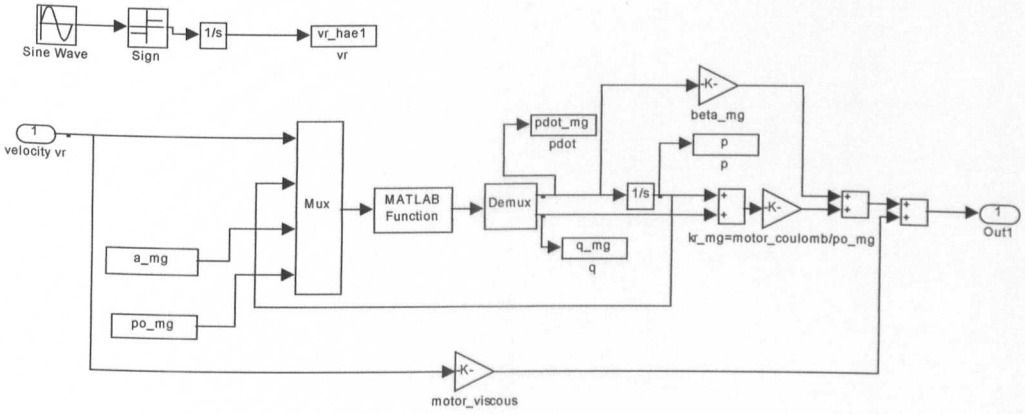 1/s
vr_hae1
Sine Wave
Sign
vr
-K-
beta_mg
pdot_mg
pdot
p
p
1
velocity vr
Mux
MATLAB
Function
Demux
1/s
+
+
-K-
+
+
+
+
1
Out1
kr_mg=motor_coulomb/po_mg
q_mg
q
a_mg
po_mg
-K-
motor_viscous